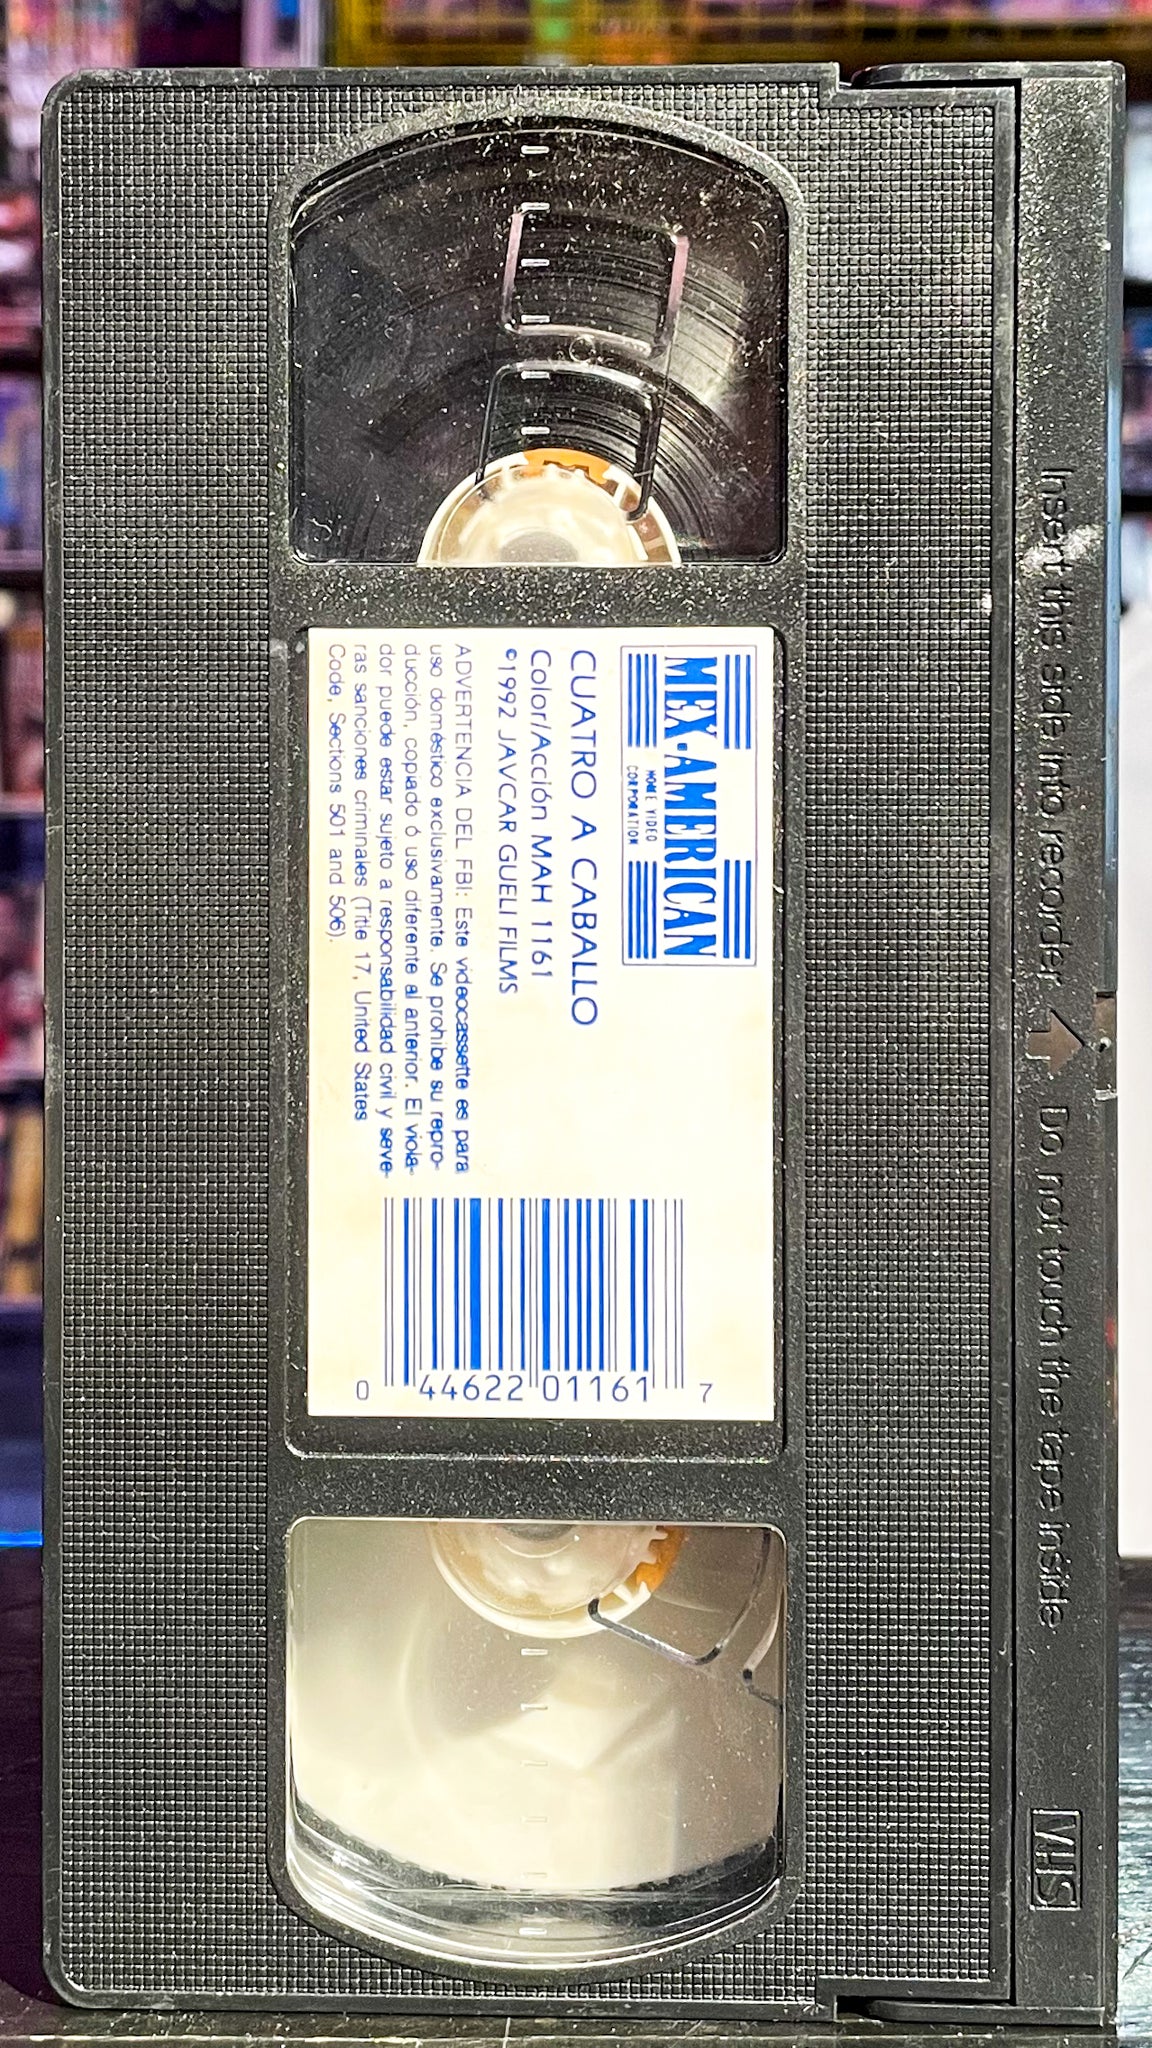 Insert this side into recorder
Do not touch the tape inside
VHS
MEX-AMERICAN
HOME VIDEO
CORPORATION
CUATRO A CABALLO
Color/Acción MAH 1161
©1992 JAVCAR GUELI FILMS
ADVERTENCIA DEL FBI: Este videocassette es para
uso doméstico exclusivamente. Se prohibe su repro-
ducción, copiado ó uso diferente al anterior. El viola-
dor puede estar sujeto a responsabilidad civil y seve-
ras sanciones criminales (Title 17, United States
Code, Sections 501 and 506).
0 44622 01161 7